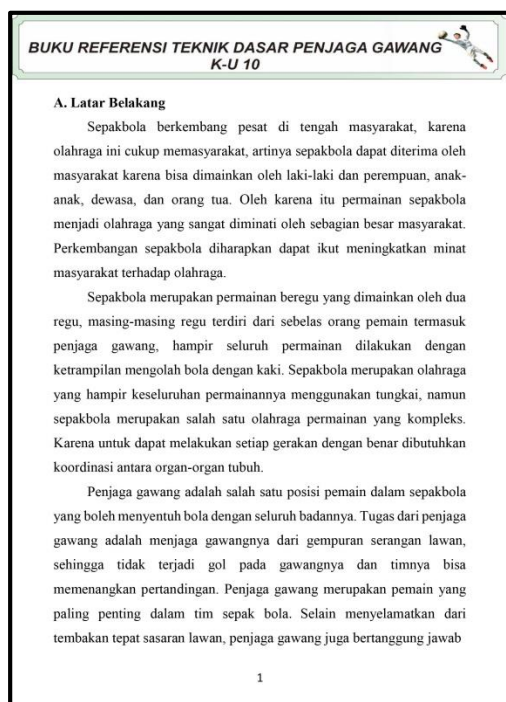 BUKU REFERENSI TEKNIK DASAR PENJAGA GAWANG
K-U 10
A. Latar Belakang
Sepakbola berkembang pesat di tengah masyarakat, karena
olahraga ini cukup memasyarakat, artinya sepakbola dapat diterima oleh
masyarakat karena bisa dimainkan oleh laki-laki dan perempuan, anak-
anak, dewasa, dan orang tua. Oleh karena itu permainan sepakbola
menjadi olahraga yang sangat diminati oleh sebagian besar masyarakat.
Perkembangan sepakbola diharapkan dapat ikut meningkatkan minat
masyarakat terhadap olahraga.
Sepakbola merupakan permainan beregu yang dimainkan oleh dua
regu, masing-masing regu terdiri dari sebelas orang pemain termasuk
penjaga gawang, hampir seluruh permainan dilakukan dengan
ketrampilan mengolah bola dengan kaki. Sepakbola merupakan olahraga
yang hampir keseluruhan permainannya menggunakan tungkai, namun
sepakbola merupakan salah satu olahraga permainan yang kompleks.
Karena untuk dapat melakukan setiap gerakan dengan benar dibutuhkan
koordinasi antara organ-organ tubuh.
Penjaga gawang adalah salah satu posisi pemain dalam sepakbola
yang boleh menyentuh bola dengan seluruh badannya. Tugas dari penjaga
gawang adalah menjaga gawangnya dari gempuran serangan lawan,
sehingga tidak terjadi gol pada gawangnya dan timnya bisa
memenangkan pertandingan. Penjaga gawang merupakan pemain yang
paling penting dalam tim sepak bola. Selain menyelamatkan dari
tembakan tepat sasaran lawan, penjaga gawang juga bertanggung jawab
1